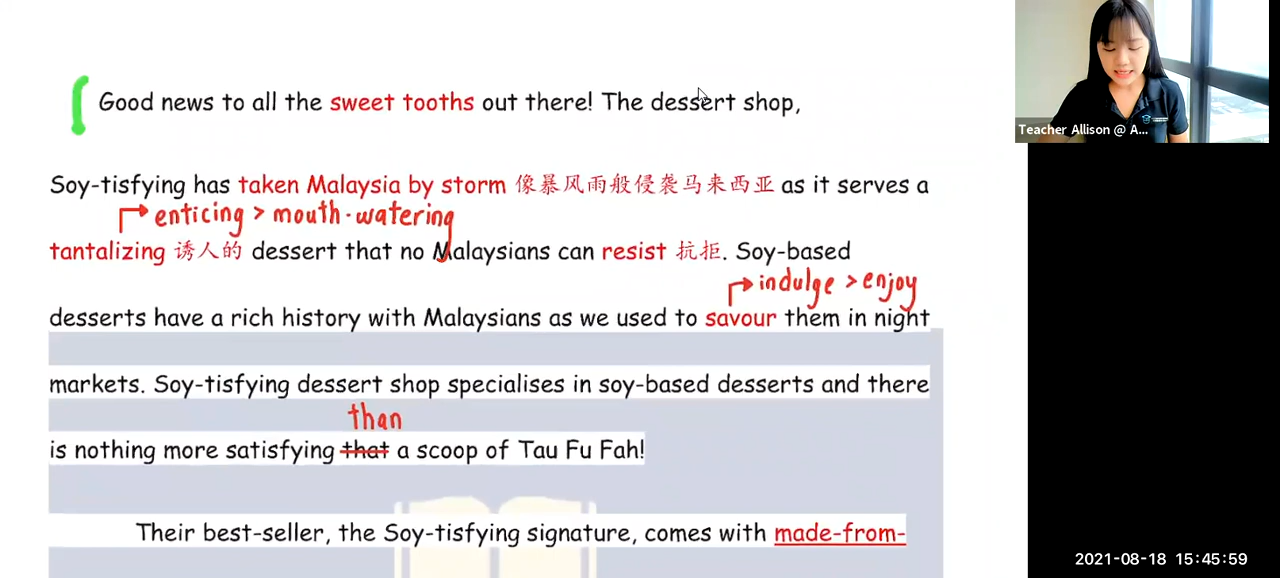 Good news to all the sweet tooths out there! The dessert shop,
Teacher Allison @ A...
Soy-tisfying has taken Malaysia by storm 像暴风雨般侵袭马来西亚 as it serves a
enticing > mouth-watering
tantalizing 诱人的 dessert that no Malaysians can resist 抗拒. Soy-based
indulge > enjoy
desserts have a rich history with Malaysians as we used to savour them in night
markets. Soy-tisfying dessert shop specialises in soy-based desserts and there
than
is nothing more satisfying that a scoop of Tau Fu Fah!
Their best-seller, the Soy-tisfying signature, comes with made-from-
2021-08-18 15:45:59